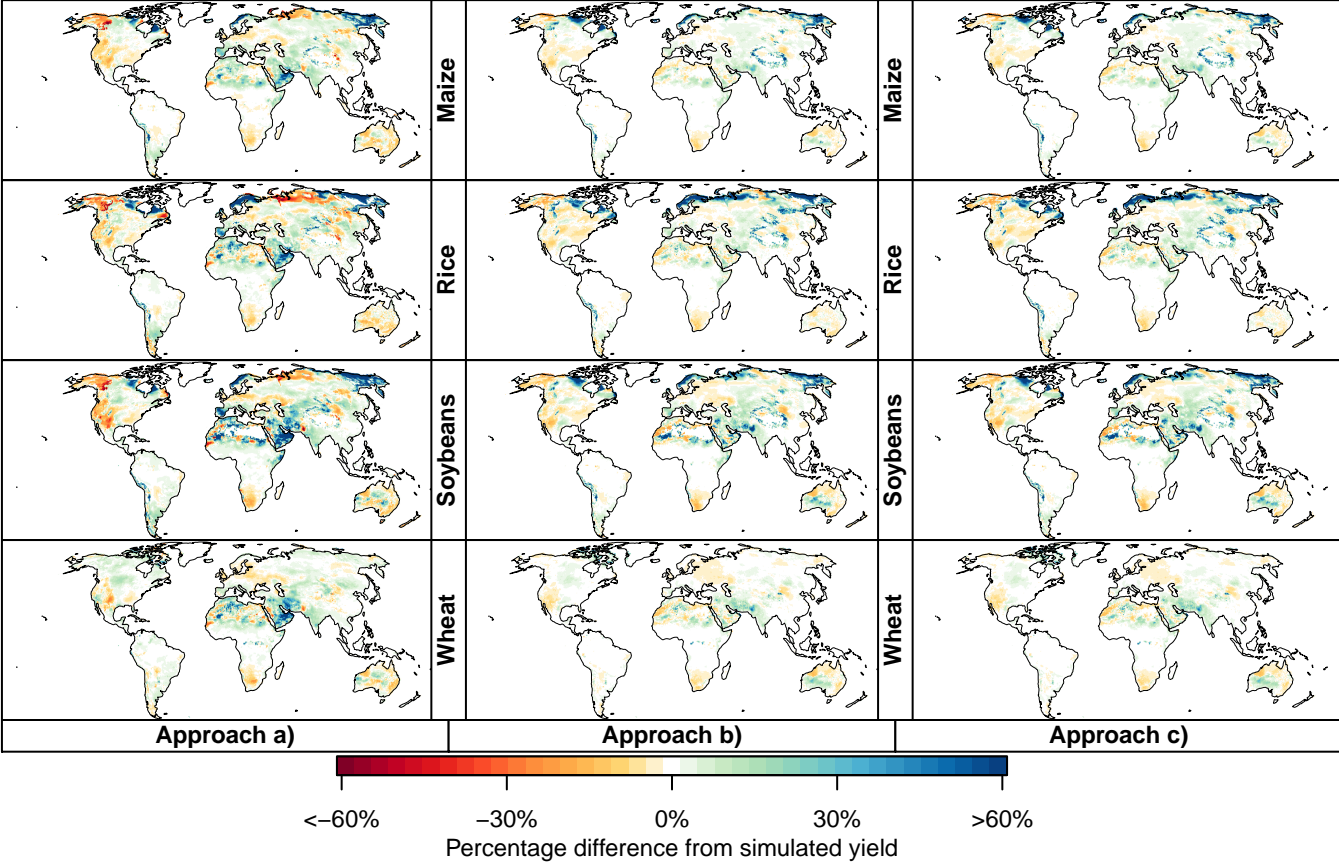 Maize
Maize
Rice
Rice
Soybeans
Soybeans
Wheat
Wheat
Approach a)
Approach b)
Approach c)
<−60%
−30%
0%
30%
>60%
Percentage difference from simulated yield